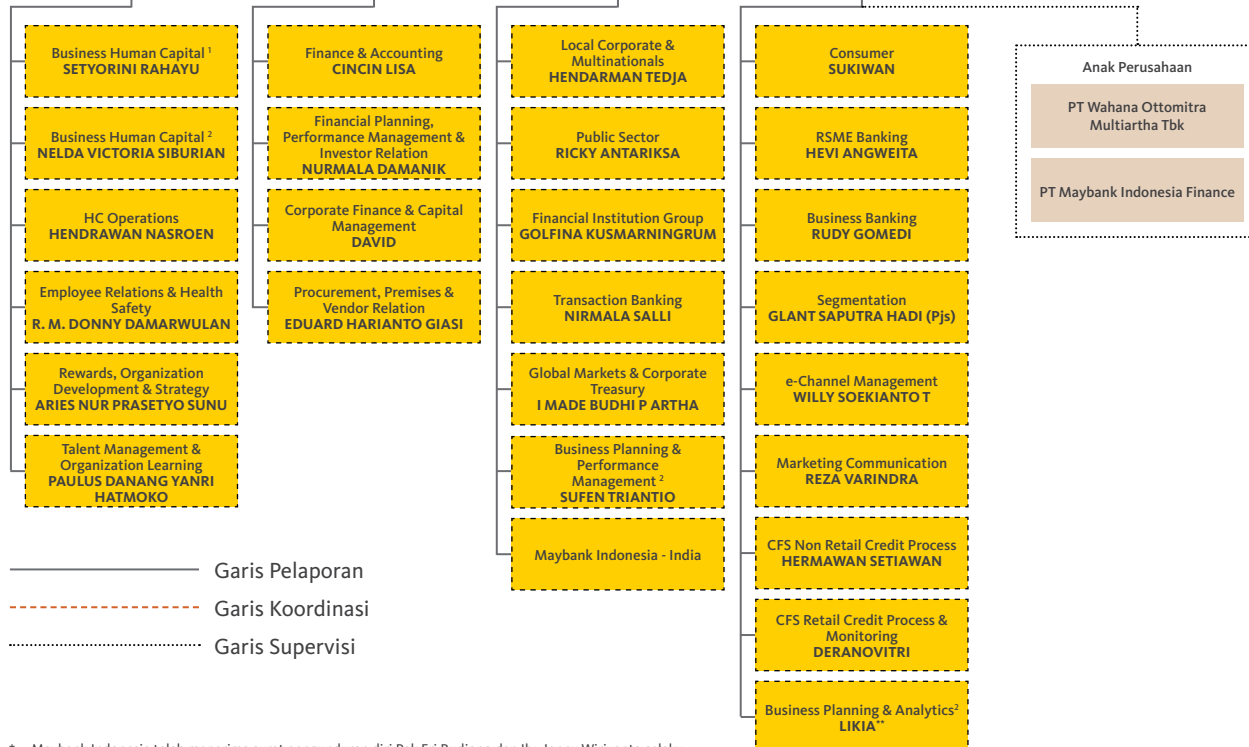 Business Human Capital 1
SETYORINI RAHAYU
Business Human Capital 2
NELDA VICTORIA SIBURIAN
HC Operations
HENDRAWAN NASROEN
Employee Relations & Health
Safety
R. M. DONNY DAMARWULAN
Rewards, Organization
Development & Strategy
ARIES NUR PRASETYO SUNU
Talent Management &
Organization Learning
PAULUS DANANG YANRI
HATMOKO
Finance & Accounting
CINCIN LISA
Financial Planning,
Performance Management &
Investor Relation
NURMALA DAMANIK
Corporate Finance & Capital
Management
DAVID
Procurement, Premises &
Vendor Relation
EDUARD HARIANTO GIASI
Local Corporate &
Multinationals
HENDARMAN TEDJA
Public Sector
RICKY ANTARIKSA
Financial Institution Group
GOLFINA KUSMARNINGRUM
Transaction Banking
NIRMALA SALLI
Global Markets & Corporate
Treasury
I MADE BUDHI P ARTHA
Business Planning &
Performance
Management 2
SUFEN TRIANTIO
Maybank Indonesia - India
Consumer
SUKIWAN
RSME Banking
HEVI ANGWEITA
Business Banking
RUDY GOMEDI
Segmentation
GLANT SAPUTRA HADI (Pjs)
e-Channel Management
WILLY SOEKIANTO T
Marketing Communication
REZA VARINDRA
CFS Non Retail Credit Process
HERMAWAN SETIAWAN
CFS Retail Credit Process &
Monitoring
DERANOVITRI
Business Planning & Analytics2
LIKIA**
Anak Perusahaan
PT Wahana Ottomitra
Multiartha Tbk
PT Maybank Indonesia Finance
Garis Pelaporan
Garis Koordinasi
Garis Supervisi